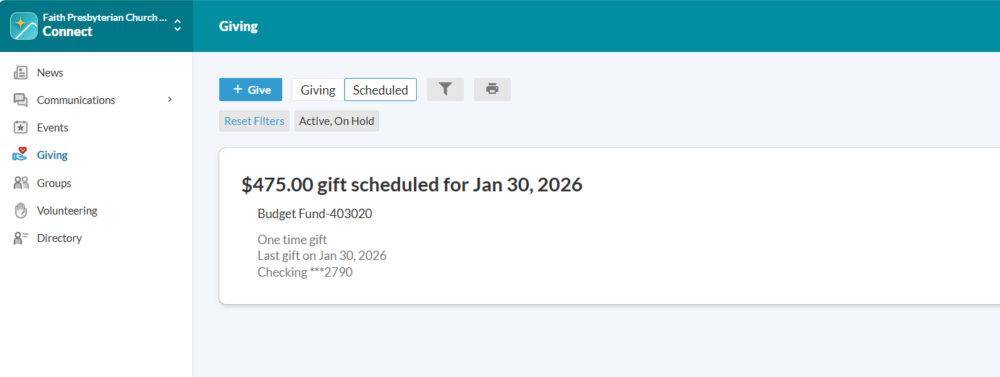 Faith Presbyterian Church ...
Connect
Giving
News
Communications
Events
Giving
Groups
Volunteering
Directory
+ Give
Giving
Scheduled
Reset Filters
Active, On Hold
$475.00 gift scheduled for Jan 30, 2026
Budget Fund-403020
One time gift
Last gift on Jan 30, 2026
Checking ***2790